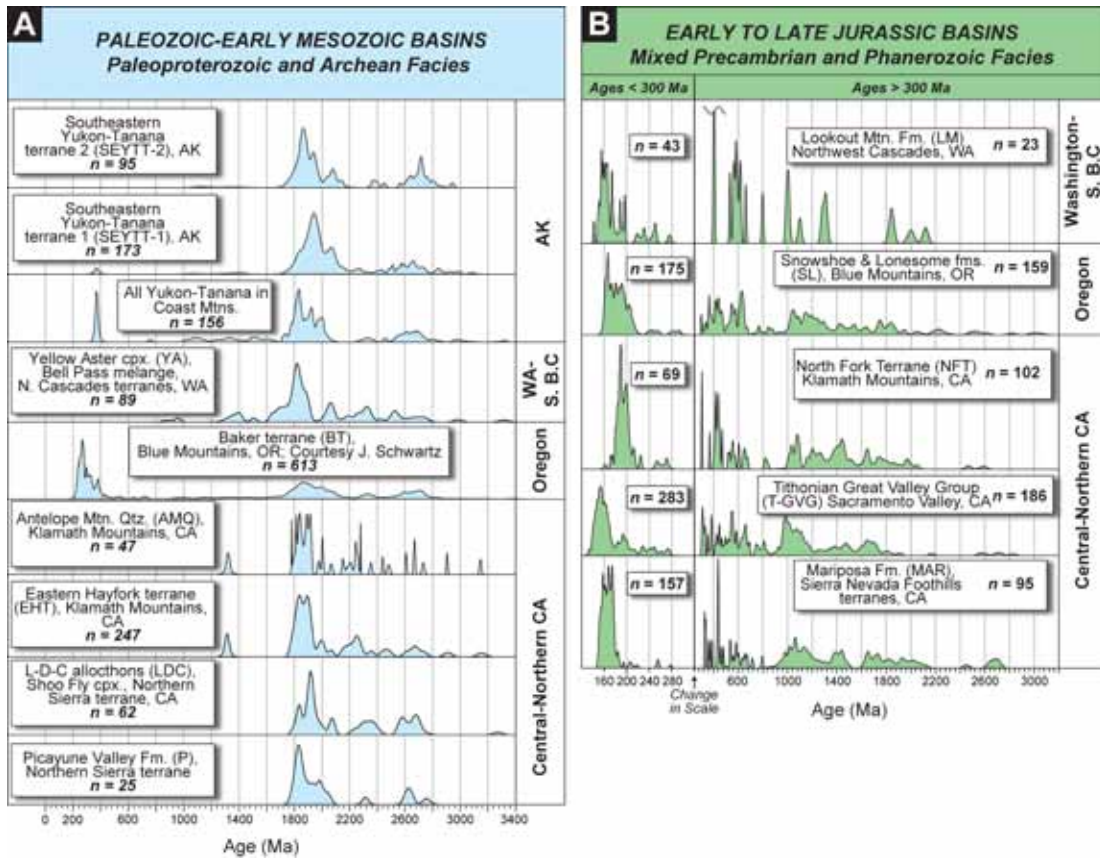 A
PALEOZOIC-EARLY MESOZOIC BASINS
Paleoproterozoic and Archean Facies
Southeastern
Yukon-Tanana
terrane 2 (SEYTT-2), AK
n = 95
Southeastern
Yukon-Tanana
terrane 1 (SEYTT-1), AK
n = 173
AK
All Yukon-Tanana in
Coast Mtns.
n = 156
Yellow Aster cpx. (YA),
Bell Pass melange,
N. Cascades terranes, WA
n = 89
WA-
S. B.C
Baker terrane (BT),
Blue Mountains, OR; Courtesy J. Schwartz
n = 613
Oregon
Antelope Mtn. Qtz. (AMQ),
Klamath Mountains, CA
n = 47
Eastern Hayfork terrane
(EHT), Klamath Mountains,
CA
n = 247
L-D-C allocthons (LDC),
Shoo Fly cpx., Northern
Sierra terrane, CA
n = 62
Picayune Valley Fm. (P),
Northern Sierra terrane
n = 25
Central-Northern CA
0 200 600 1000 1400 1800 2200 2600 3000 3400
Age (Ma)
B
EARLY TO LATE JURASSIC BASINS
Mixed Precambrian and Phanerozoic Facies
Ages < 300 Ma
Ages > 300 Ma
n = 43
Lookout Mtn. Fm. (LM)
Northwest Cascades, WA
n = 23
Washington-
S. B.C
n = 175
Snowshoe & Lonesome fms.
(SL), Blue Mountains, OR
n = 159
Oregon
n = 69
North Fork Terrane (NFT)
Klamath Mountains, CA
n = 102
n = 283
Tithonian Great Valley Group
(T-GVG) Sacramento Valley, CA
n = 186
n = 157
Mariposa Fm. (MAR),
Sierra Nevada Foothills
terranes, CA
n = 95
Central-Northern CA
160 200 240 280
Change
in Scale
600 1000 1400 1800 2200 2600 3000
Age (Ma)